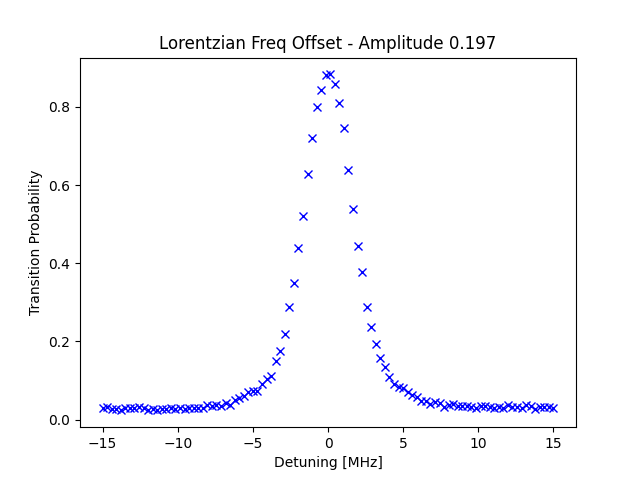 Lorentzian Freq Offset - Amplitude 0.197
Transition Probability
0.8
0.6
0.4
0.2
0.0
−15 −10 −5 0 5 10 15
Detuning [MHz]